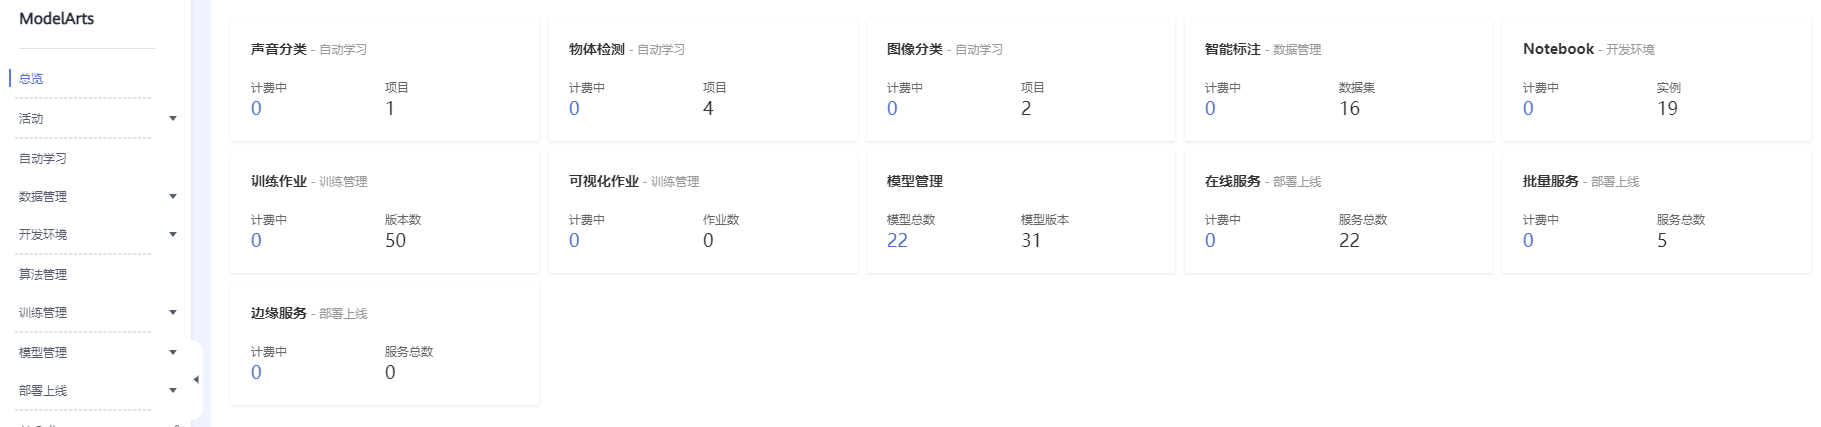 ModelArts
总览
活动
自动学习
数据管理
开发环境
算法管理
训练管理
模型管理
部署上线
声音分类 - 自动学习
计费中 项目
0 1
物体检测 - 自动学习
计费中 项目
0 4
图像分类 - 自动学习
计费中 项目
0 2
智能标注 - 数据管理
计费中 数据集
0 16
Notebook - 开发环境
计费中 实例
0 19
训练作业 - 训练管理
计费中 版本数
0 50
可视化作业 - 训练管理
计费中 作业数
0 0
模型管理
模型总数 模型版本
22 31
在线服务 - 部署上线
计费中 服务总数
0 22
批量服务 - 部署上线
计费中 服务总数
0 5
边缘服务 - 部署上线
计费中 服务总数
0 0